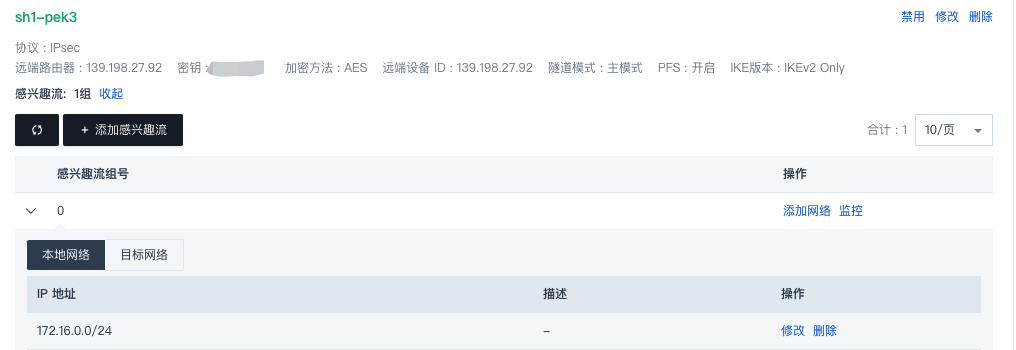 sh1-pek3 禁用 修改 删除
协议 : IPsec
远端路由器 : 139.198.27.92 密钥 : 加密方法 : AES 远端设备 ID : 139.198.27.92 隧道模式 : 主模式 PFS : 开启 IKE版本 : IKEv2 Only
感兴趣流: 1组 收起
+ 添加感兴趣流 合计 : 1 10/页
感兴趣流组号 操作
0 添加网络 监控
本地网络 目标网络
IP 地址 描述 操作
172.16.0.0/24 – 修改 删除